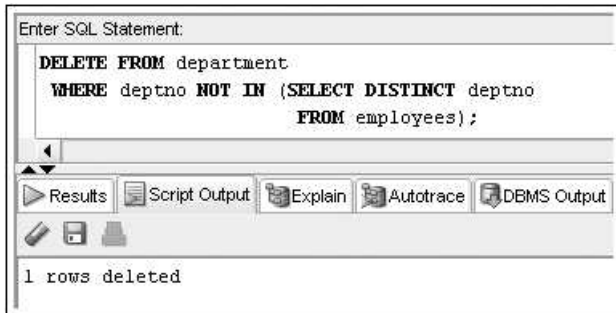 Enter SQL Statement:
DELETE FROM department
WHERE deptno NOT IN (SELECT DISTINCT deptno
FROM employees);
Results Script Output Explain Autotrace DBMS Output
1 rows deleted